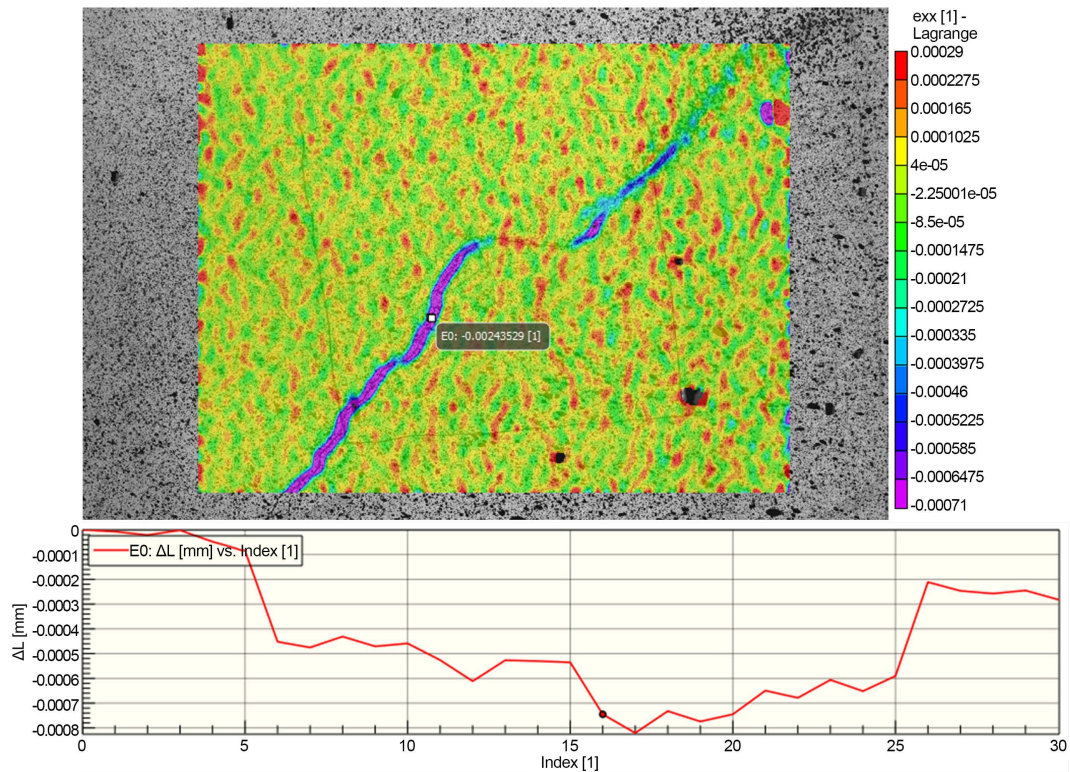 exx [1] -
Lagrange
0.00029
0.0002275
0.000165
0.0001025
4e-05
-2.25001e-05
-8.5e-05
-0.0001475
-0.00021
-0.0002725
-0.000335
-0.0003975
-0.00046
-0.0005225
-0.000585
-0.0006475
-0.00071
E0: -0.00243529 [1]
E0: ΔL [mm] vs. Index [1]
ΔL [mm]
0
-0.0001
-0.0002
-0.0003
-0.0004
-0.0005
-0.0006
-0.0007
-0.0008
0 5 10 15 20 25 30
Index [1]